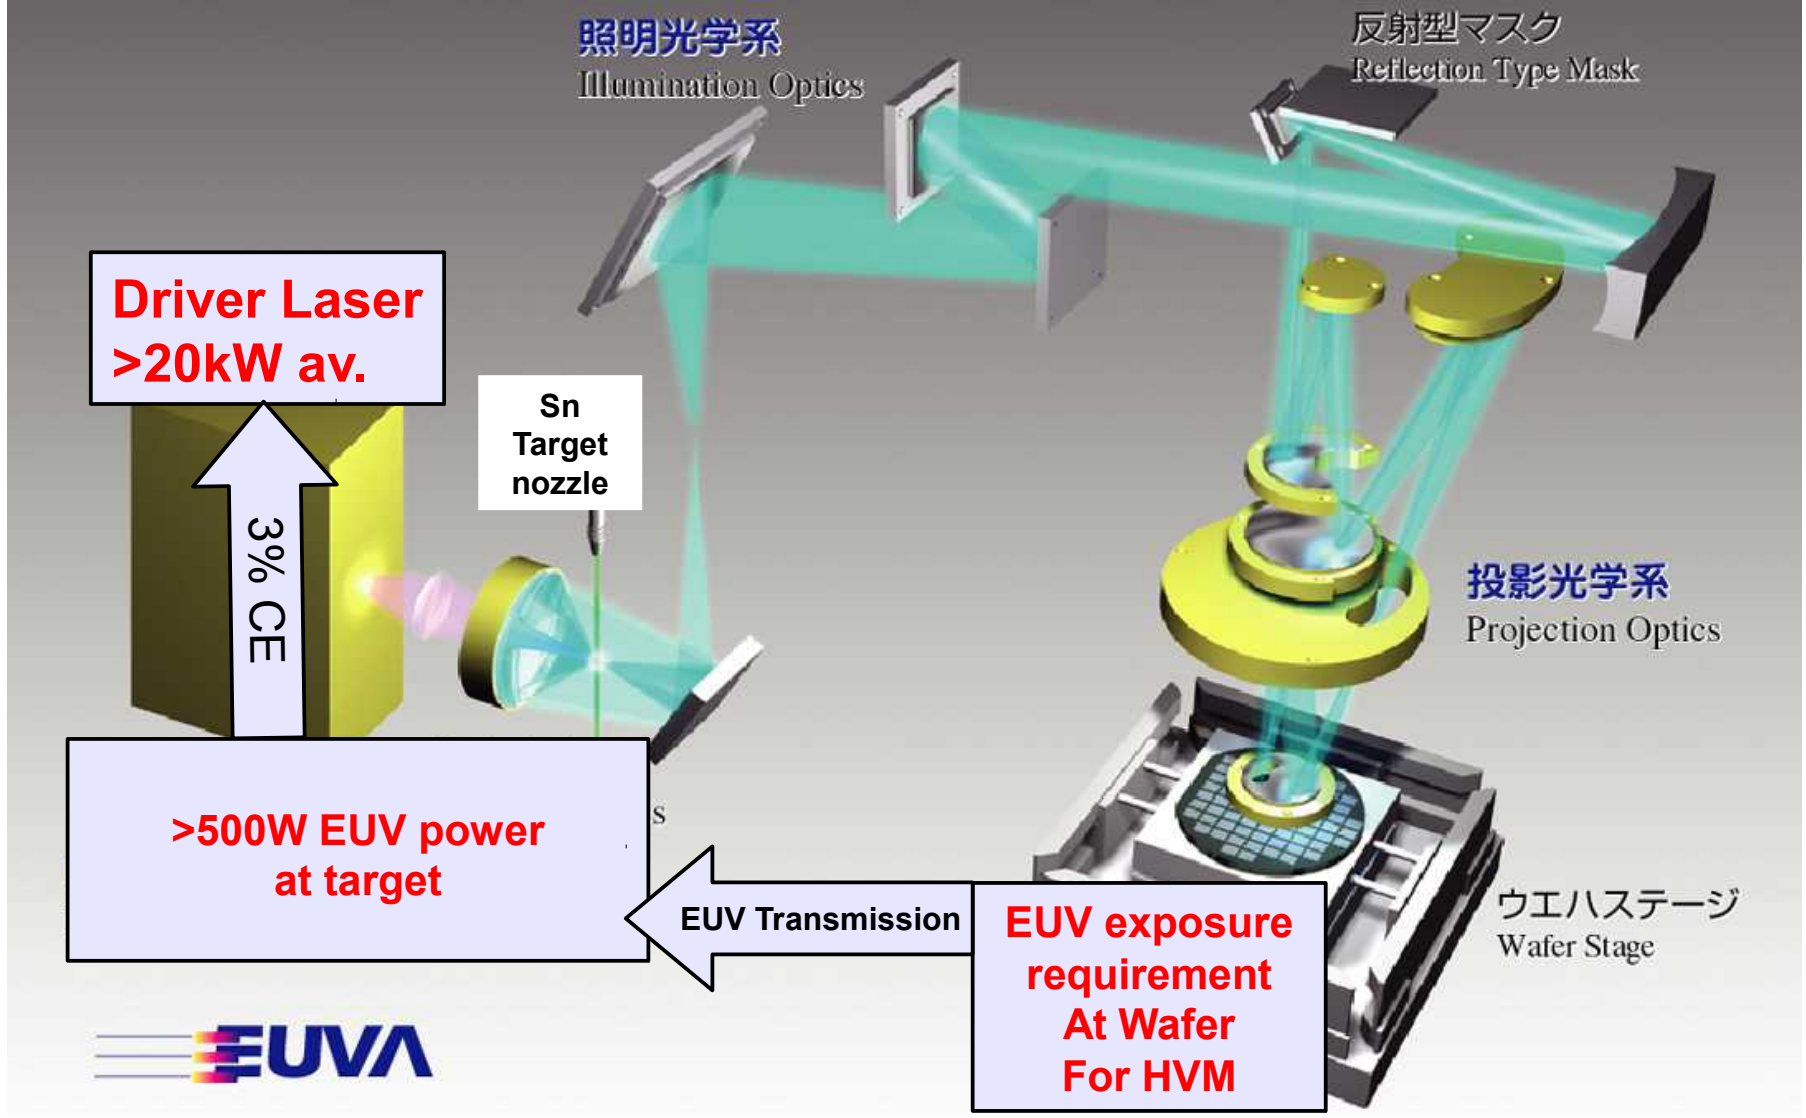 照明光学系
Illumination Optics
反射型マスク
Reflection Type Mask
Driver Laser
>20kW av.
Sn
Target
nozzle
3% CE
投影光学系
Projection Optics
>500W EUV power
at target
s
EUV Transmission
EUV exposure
requirement
At Wafer
For HVM
ウエハステージ
Wafer Stage
EUVA